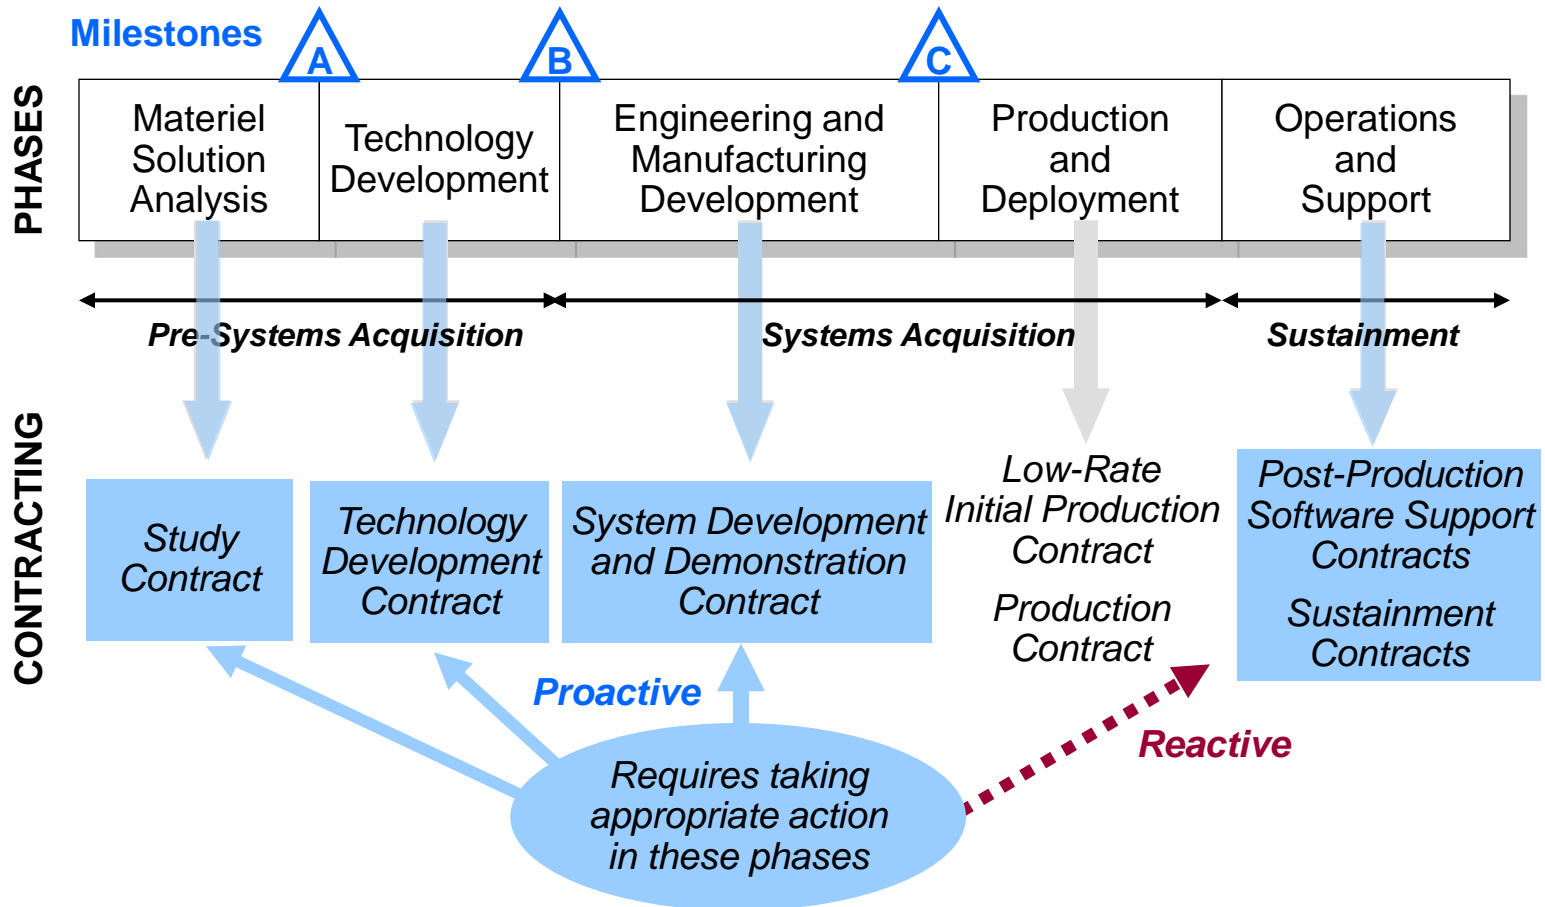 Milestones
A
B
C
PHASES
Materiel
Solution
Analysis
Technology
Development
Engineering and
Manufacturing
Development
Production
and
Deployment
Operations
and
Support
Pre-Systems Acquisition
Systems Acquisition
Sustainment
CONTRACTING
Study
Contract
Technology
Development
Contract
System Development
and Demonstration
Contract
Low-Rate
Initial Production
Contract
Production
Contract
Post-Production
Software Support
Contracts
Sustainment
Contracts
Proactive
Reactive
Requires taking
appropriate action
in these phases